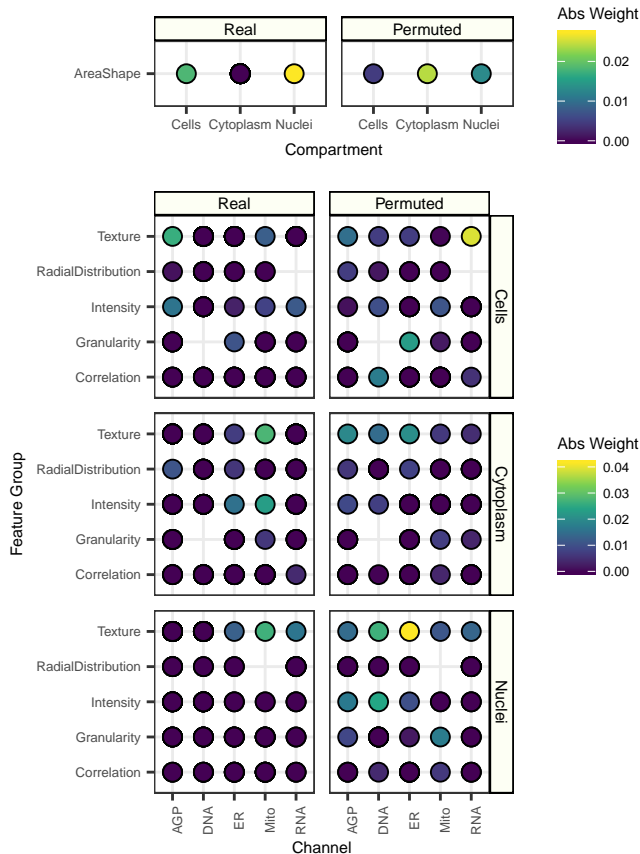 Real Permuted
AreaShape
Cells Cytoplasm Nuclei Cells Cytoplasm Nuclei
Compartment
Abs Weight
0.02
0.01
0.00
Real Permuted
Texture
RadialDistribution
Intensity
Granularity
Correlation
Cells
Texture
RadialDistribution
Intensity
Granularity
Correlation
Cytoplasm
Texture
RadialDistribution
Intensity
Granularity
Correlation
Nuclei
AGP DNA ER Mito RNA AGP DNA ER Mito RNA
Channel
Feature Group
Abs Weight
0.04
0.03
0.02
0.01
0.00